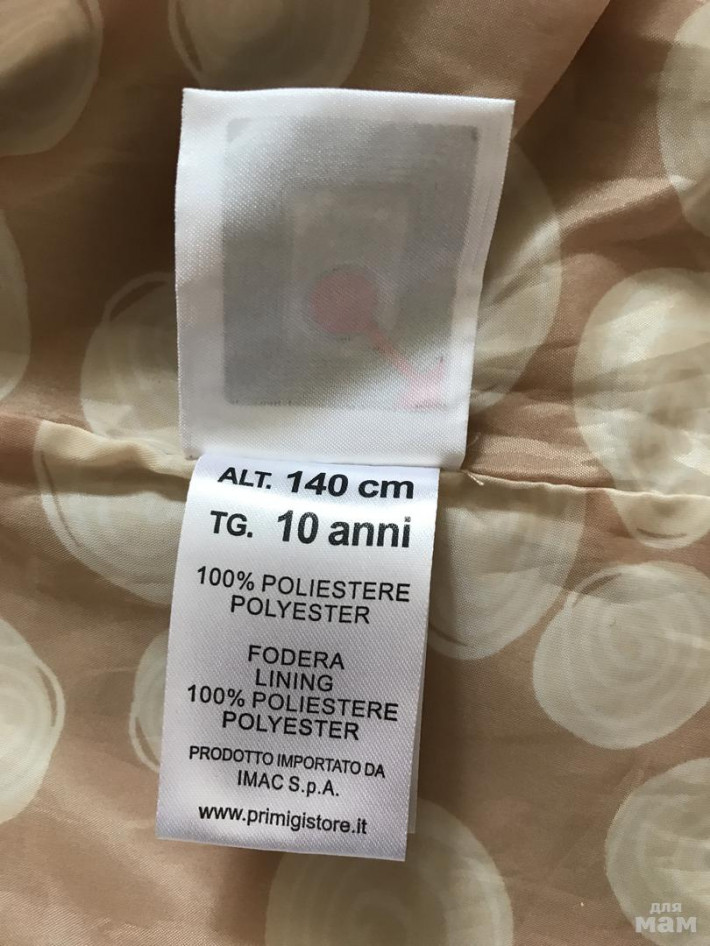 ALT. 140 cm
TG. 10 anni
100% POLIESTERE
POLYESTER
FODERA
LINING
100% POLIESTERE
POLYESTER
PRODOTTO IMPORTATO DA
IMAC S.p.A.
www.primigistore.it
для
мам